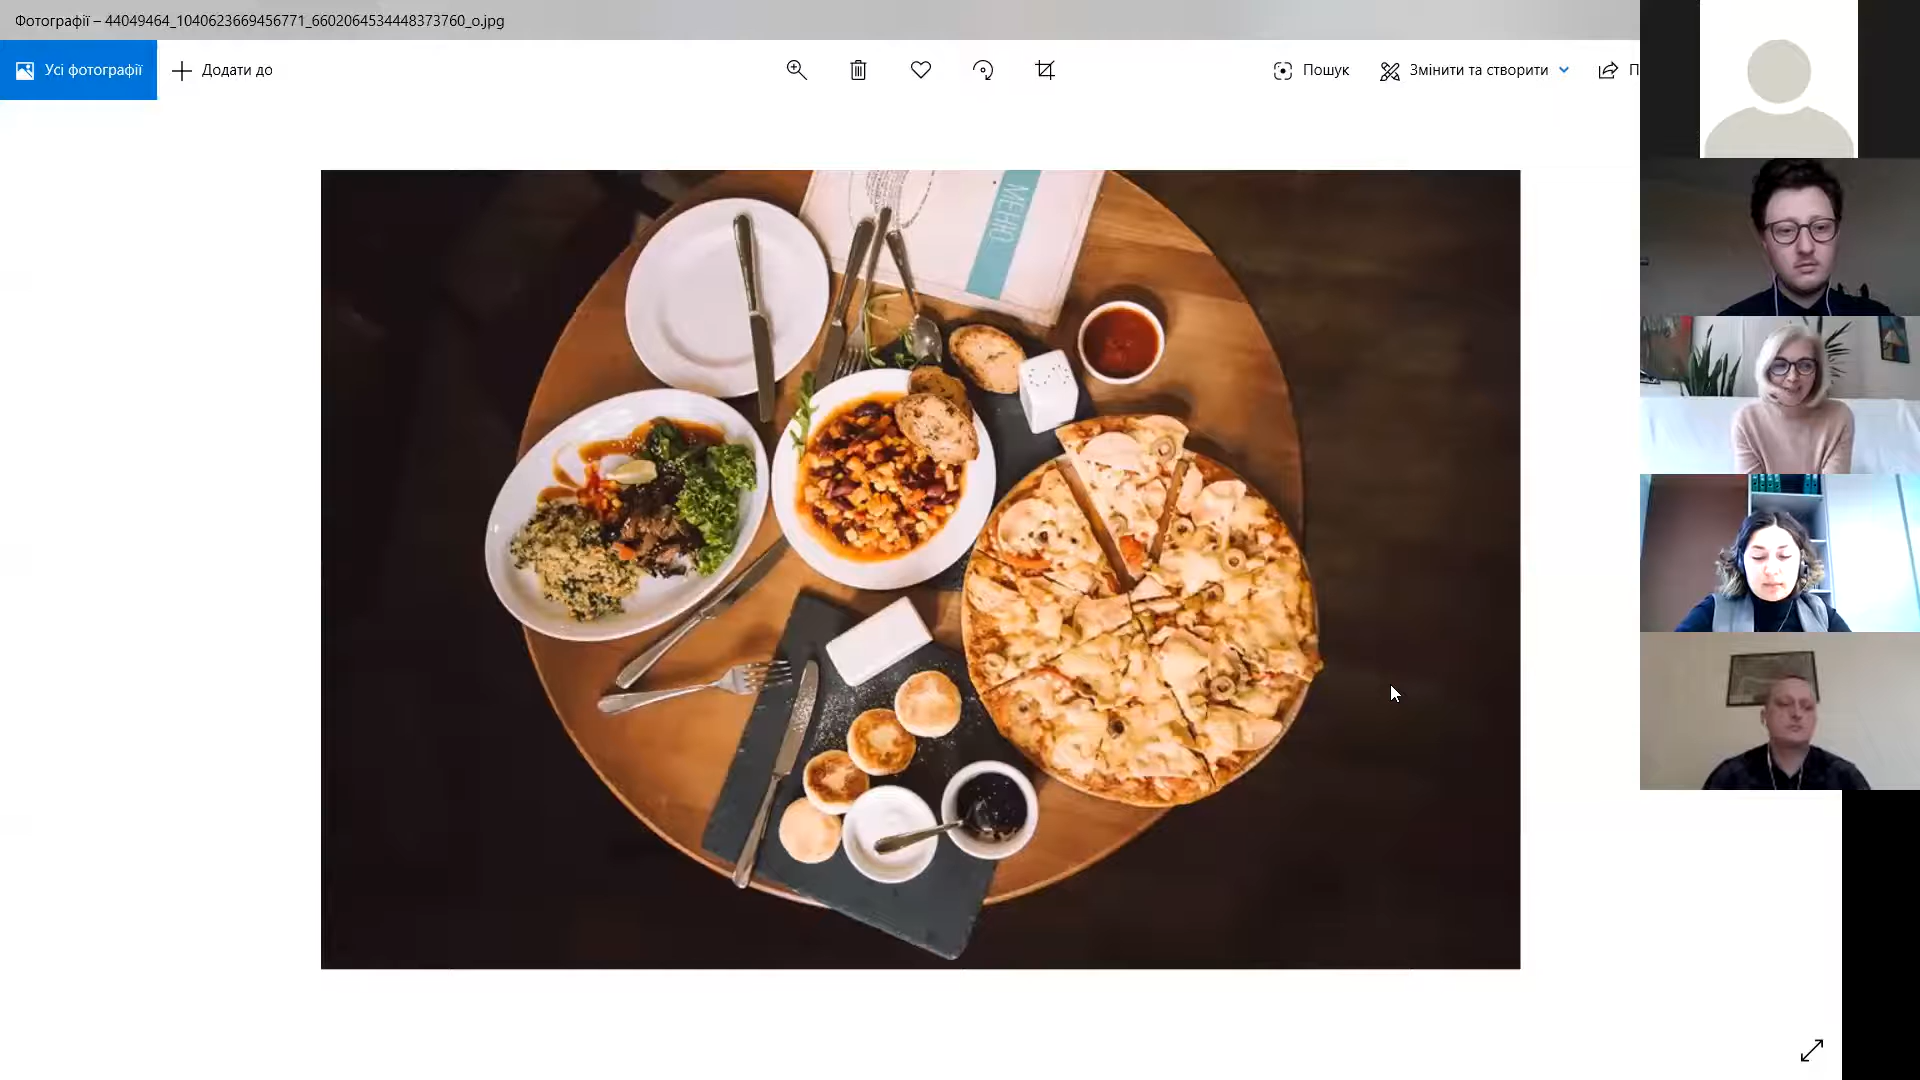 Фотографії – 44049464_1040623669456771_6602064534448373760_o.jpg
Усі фотографії
Додати до
Пошук
Змінити та створити
П
МЕНЮ